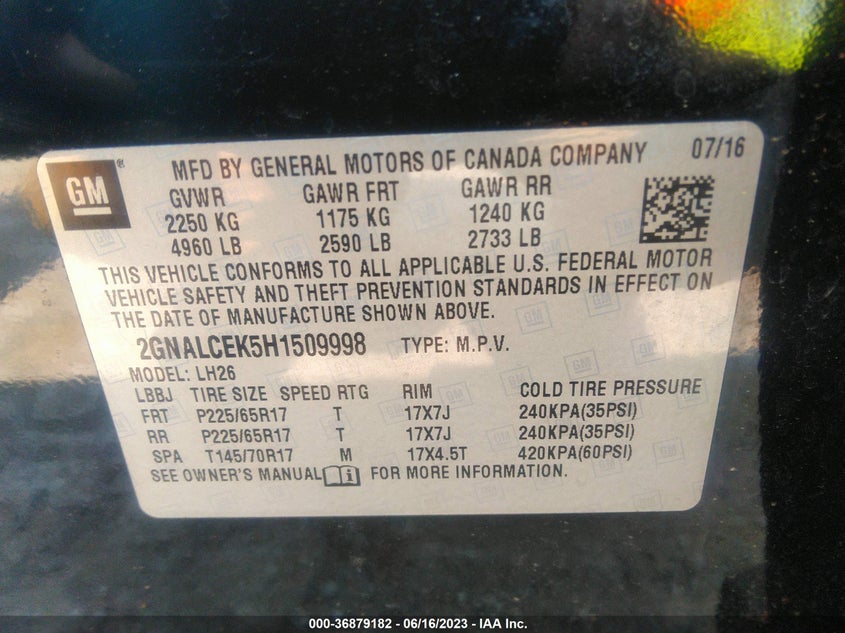 GM ® MFD BY GENERAL MOTORS OF CANADA COMPANY 07/16
GVWR GAWR FRT GAWR RR
2250 KG 1175 KG 1240 KG
4960 LB 2590 LB 2733 LB
THIS VEHICLE CONFORMS TO ALL APPLICABLE U.S. FEDERAL MOTOR
VEHICLE SAFETY AND THEFT PREVENTION STANDARDS IN EFFECT ON
THE DATE OF MANUFACTURE SHOWN ABOVE.
2GNALCEK5H1509998 TYPE: M.P.V.
MODEL: LH26
LBBJ TIRE SIZE SPEED RTG RIM COLD TIRE PRESSURE
FRT P225/65R17 T 17X7J 240KPA(35PSI)
RR P225/65R17 T 17X7J 240KPA(35PSI)
SPA T145/70R17 M 17X4.5T 420KPA(60PSI)
SEE OWNER'S MANUAL i FOR MORE INFORMATION.
000-36879182 - 06/16/2023 - IAA Inc.